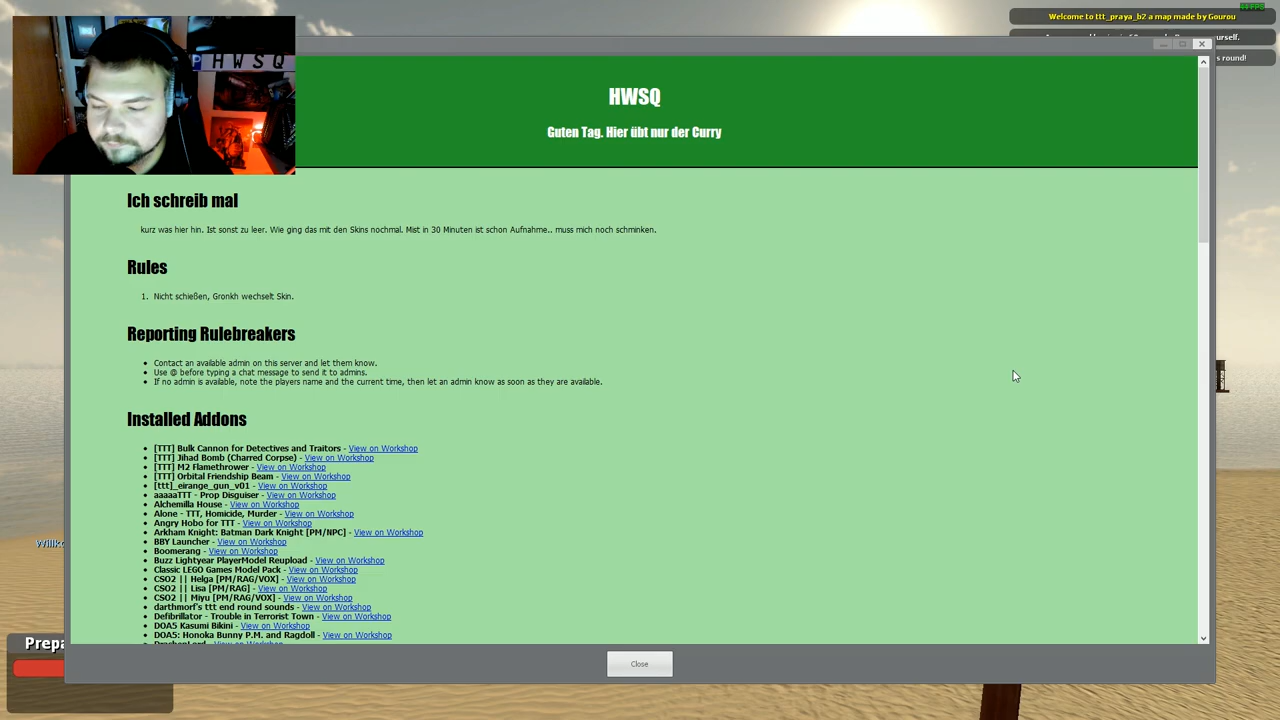 Welcome to ttt_praya_b2 a map made by Gourou
urself.
s round!
P H W S Q
HWSQ
Guten Tag. Hier übt nur der Curry
Ich schreib mal
kurz was hier hin. Ist sonst zu leer. Wie ging das mit den Skins nochmal. Mist in 30 Minuten ist schon Aufnahme.. muss mich noch schminken.
Rules
1. Nicht schießen, Gronkh wechselt Skin.
Reporting Rulebreakers
• Contact an available admin on this server and let them know.
• Use @ before typing a chat message to send it to admins.
• If no admin is available, note the players name and the current time, then let an admin know as soon as they are available.
Installed Addons
• [TTT] Bulk Cannon for Detectives and Traitors - View on Workshop
• [TTT] Jihad Bomb (Charred Corpse) - View on Workshop
• [TTT] M2 Flamethrower - View on Workshop
• [TTT] Orbital Friendship Beam - View on Workshop
• [ttt]_eirange_gun_v01 - View on Workshop
• aaaaaTTT - Prop Disguiser - View on Workshop
• Alchemilla House - View on Workshop
• Alone - TTT, Homicide, Murder - View on Workshop
• Angry Hobo for TTT - View on Workshop
• Arkham Knight: Batman Dark Knight [PM/NPC] - View on Workshop
• BBY Launcher - View on Workshop
• Boomerang - View on Workshop
• Buzz Lightyear PlayerModel Reupload - View on Workshop
• Classic LEGO Games Model Pack - View on Workshop
• CSO2 || Helga [PM/RAG/VOX] - View on Workshop
• CSO2 || Lisa [PM/RAG] - View on Workshop
• CSO2 || Miyu [PM/RAG/VOX] - View on Workshop
• darthmorf's ttt end round sounds - View on Workshop
• Defibrillator - Trouble in Terrorist Town - View on Workshop
• DOA5 Kasumi Bikini - View on Workshop
• DOA5: Honoka Bunny P.M. and Ragdoll - View on Workshop
Willko
Prepa
Close